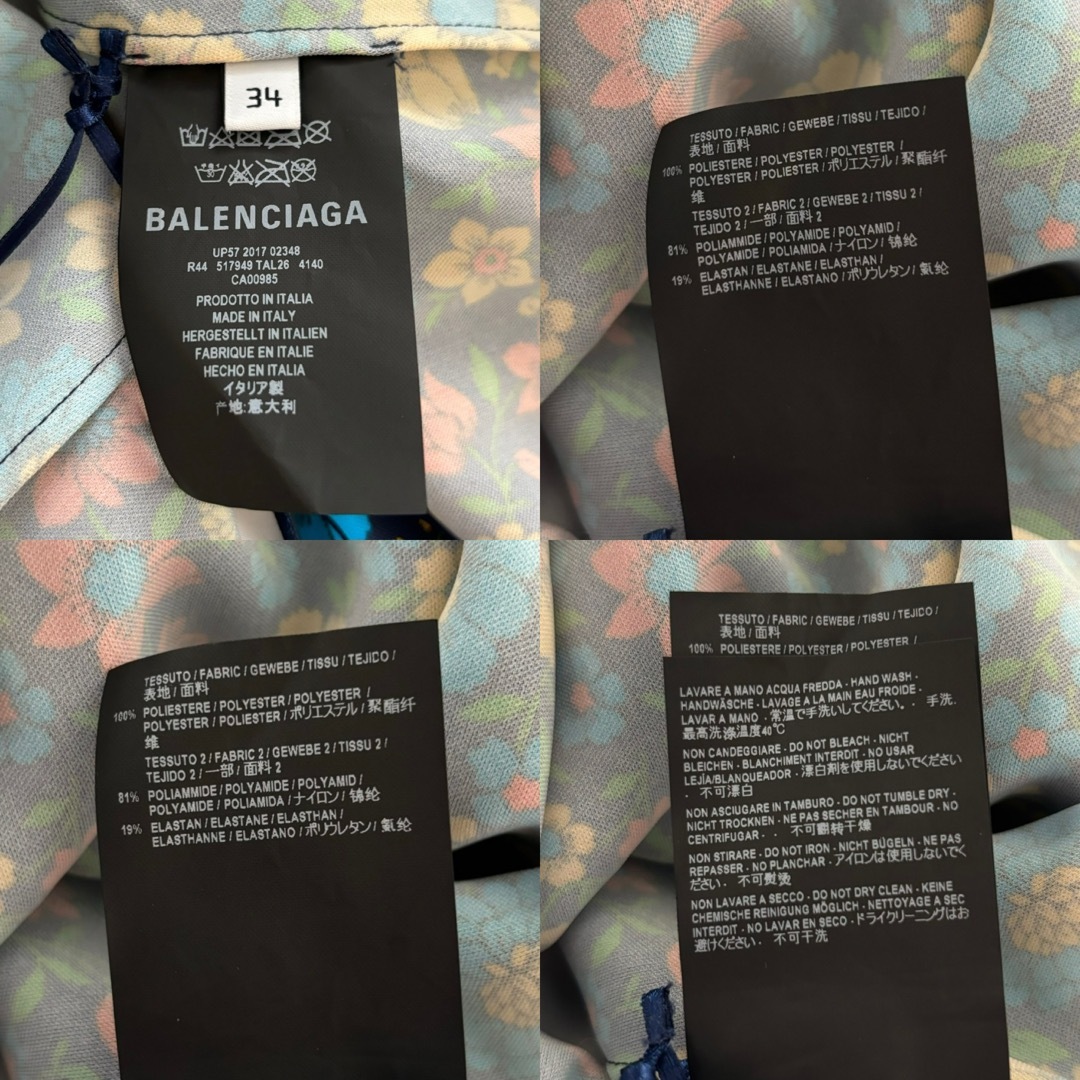 34
BALENCIAGA
UP57 2017 02348
R44 517949 TAL26 4140
CA00985
PRODOTTO IN ITALIA
MADE IN ITALY
HERGESTELLT IN ITALIEN
FABRIQUE EN ITALIE
HECHO EN ITALIA
イタリア製
产地:意大利
TESSUTO / FABRIC / GEWEBE / TISSU / TEJIDO /
表地 / 面料
100% POLIESTERE / POLYESTER / POLYESTER /
POLYESTER / POLIESTER / ポリエステル / 聚酯纤
维
TESSUTO 2 / FABRIC 2 / GEWEBE 2 / TISSU 2 /
TEJIDO 2 / 一部 / 面料 2
81% POLIAMMIDE / POLYAMIDE / POLYAMID /
POLYAMIDE / POLIAMIDA / ナイロン / 锦纶
19% ELASTAN / ELASTANE / ELASTHAN /
ELASTHANNE / ELASTANO / ポリウレタン / 氨纶
TESSUTO / FABRIC / GEWEBE / TISSU / TEJIDO /
表地 / 面料
100% POLIESTERE / POLYESTER / POLYESTER /
POLYESTER / POLIESTER / ポリエステル / 聚酯纤
维
TESSUTO 2 / FABRIC 2 / GEWEBE 2 / TISSU 2 /
TEJIDO 2 / 一部 / 面料 2
81% POLIAMMIDE / POLYAMIDE / POLYAMID /
POLYAMIDE / POLIAMIDA / ナイロン / 锦纶
19% ELASTAN / ELASTANE / ELASTHAN /
ELASTHANNE / ELASTANO / ポリウレタン / 氨纶
TESSUTO / FABRIC / GEWEBE / TISSU / TEJIDO /
表地 / 面料
100% POLIESTERE / POLYESTER / POLYESTER /
LAVARE A MANO ACQUA FREDDA - HAND WASH -
HANDWÄSCHE - LAVAGE A LA MAIN EAU FROIDE -
LAVAR A MANO - 常温で手洗いしてください。. 手洗.
最高洗涤温度40℃
NON CANDEGGIARE - DO NOT BLEACH - NICHT
BLEICHEN - BLANCHIMENT INTERDIT - NO USAR
LEJÍA/BLANQUEADOR - 漂白剤を使用しないでください
. 不可漂白
NON ASCIUGARE IN TAMBURO - DO NOT TUMBLE DRY -
NICHT TROCKNEN - NE PAS SECHER EN TAMBOUR - NO
CENTRIFUGAR - . 不可翻转干燥
NON STIRARE - DO NOT IRON - NICHT BÜGELN - NE PAS
REPASSER - NO PLANCHAR - アイロンは使用しないでく
ださい. 不可熨烫
NON LAVARE A SECCO - DO NOT DRY CLEAN - KEINE
CHEMISCHE REINIGUNG MÖGLICH - NETTOYAGE A SEC
INTERDIT - NO LAVAR EN SECO - ドライクリーニングはお
避けください. 不可干洗